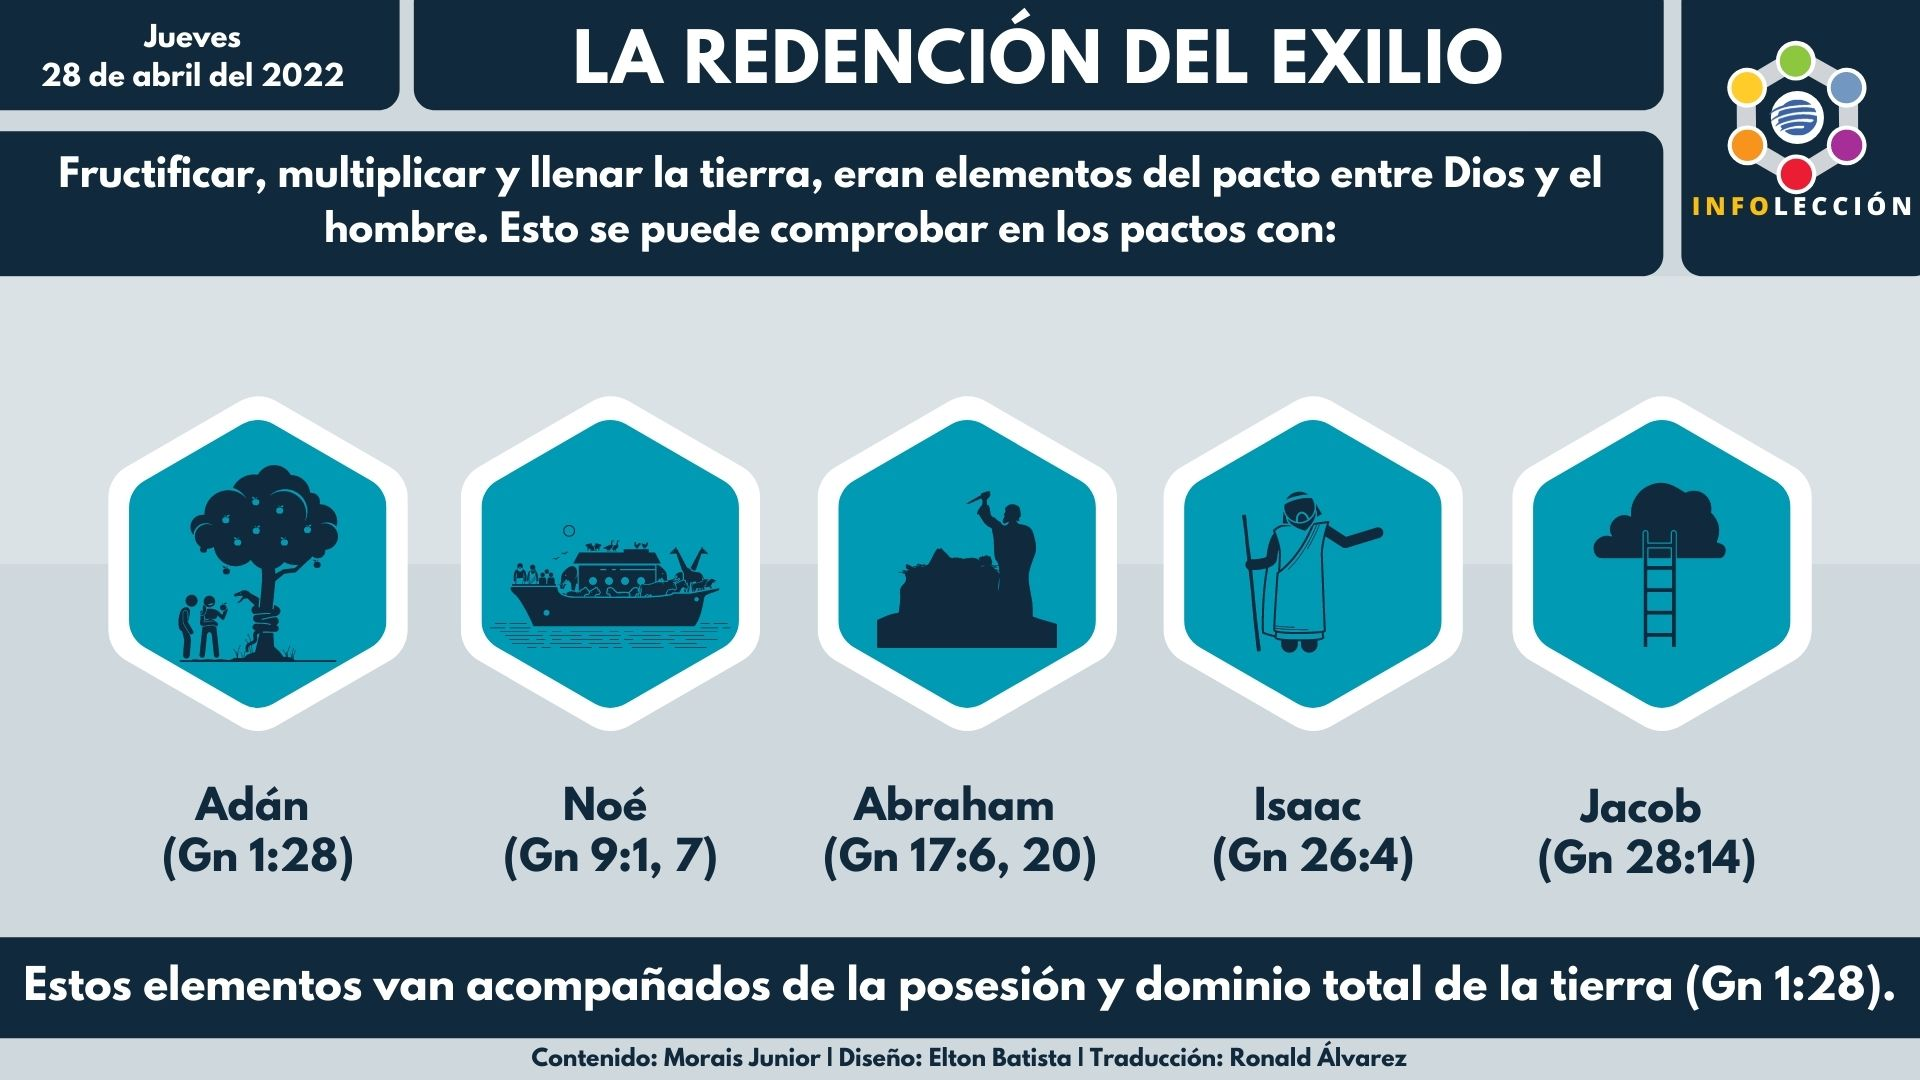 Jueves
28 de abril del 2022
LA REDENCIÓN DEL EXILIO
INFOLECCIÓN
Fructificar, multiplicar y llenar la tierra, eran elementos del pacto entre Dios y el
hombre. Esto se puede comprobar en los pactos con:
Adán
(Gn 1:28)
Noé
(Gn 9:1, 7)
Abraham
(Gn 17:6, 20)
Isaac
(Gn 26:4)
Jacob
(Gn 28:14)
Estos elementos van acompañados de la posesión y dominio total de la tierra (Gn 1:28).
Contenido: Morais Junior | Diseño: Elton Batista | Traducción: Ronald Álvarez